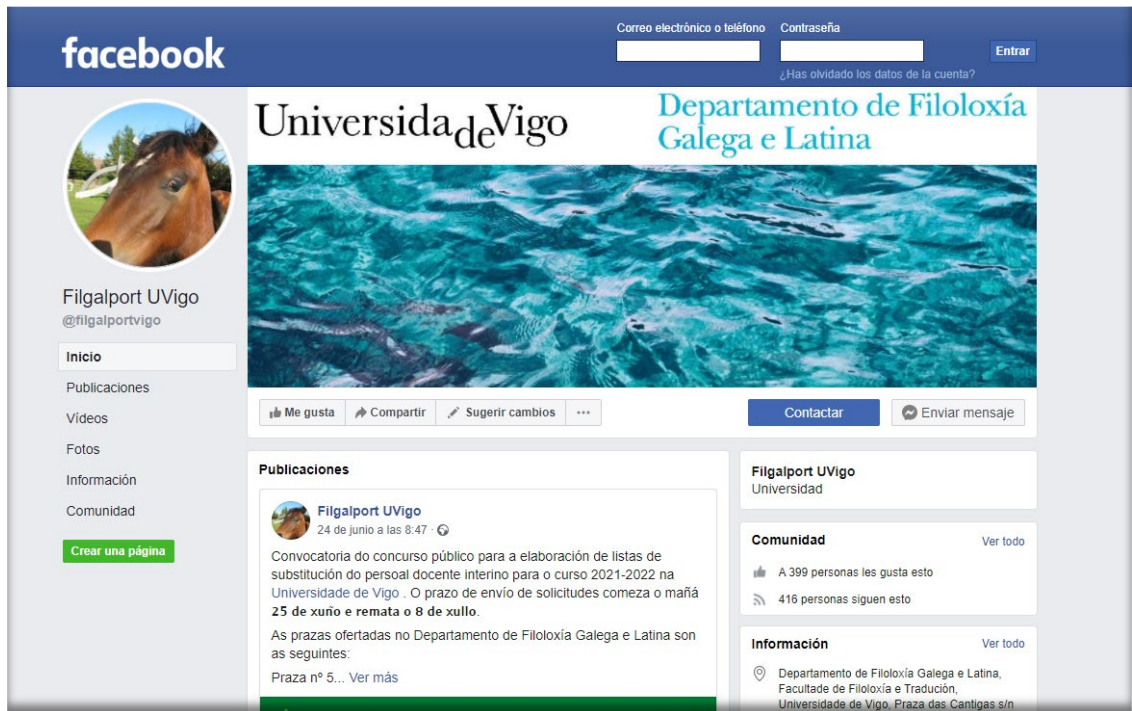 facebook
Correo electrónico o teléfono
Contraseña
Entrar
¿Has olvidado los datos de la cuenta?
UniversidadeVigo
Departamento de Filoloxía
Galega e Latina
Filgalport UVigo
@filgalportvigo
Inicio
Publicaciones
Vídeos
Fotos
Información
Comunidad
Crear una página
Me gusta
Compartir
Sugerir cambios
...
Contactar
Enviar mensaje
Publicaciones
Filgalport UVigo
24 de junio a las 8:47 ·
Convocatoria do concurso público para a elaboración de listas de
substitución do persoal docente interino para o curso 2021-2022 na
Universidade de Vigo . O prazo de envío de solicitudes comeza o mañá
25 de xuño e remata o 8 de xullo.
As prazas ofertadas no Departamento de Filoloxía Galega e Latina son
as seguintes:
Praza nº 5... Ver más
Filgalport UVigo
Universidad
Comunidad
Ver todo
A 399 personas les gusta esto
416 personas siguen esto
Información
Ver todo
Departamento de Filoloxía Galega e Latina,
Facultade de Filoloxía e Tradución,
Universidade de Vigo, Praza das Cantigas s/n